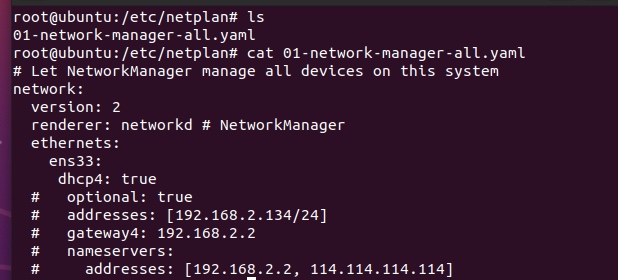 root@ubuntu:/etc/netplan# ls
01-network-manager-all.yaml
root@ubuntu:/etc/netplan# cat 01-network-manager-all.yaml
# Let NetworkManager manage all devices on this system
network:
  version: 2
  renderer: networkd # NetworkManager
  ethernets:
    ens33:
     dhcp4: true
  #   optional: true
  #   addresses: [192.168.2.134/24]
  #   gateway4: 192.168.2.2
  #   nameservers:
  #     addresses: [192.168.2.2, 114.114.114.114]